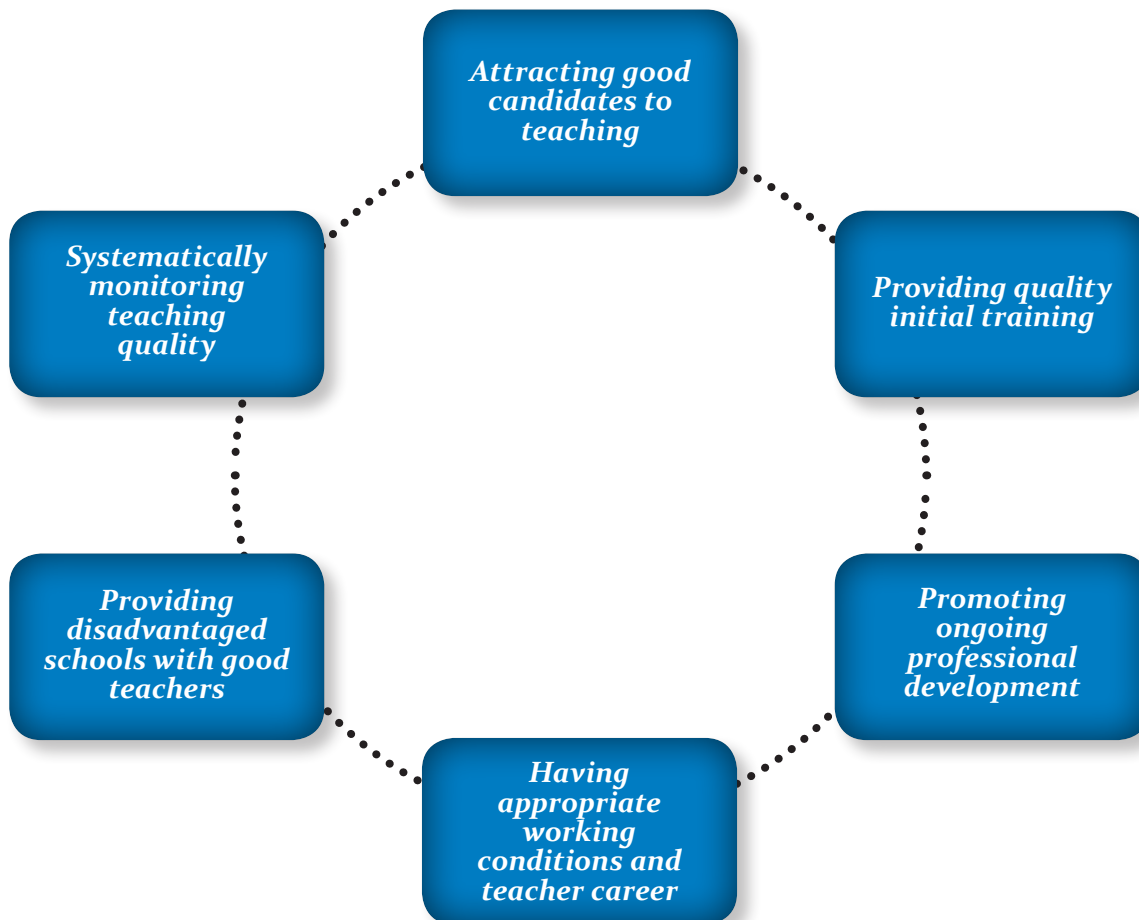 Attracting good
candidates to
teaching
Providing quality
initial training
Promoting
ongoing
professional
development
Having
appropriate
working
conditions and
teacher career
Providing
disadvantaged
schools with good
teachers
Systematically
monitoring
teaching
quality